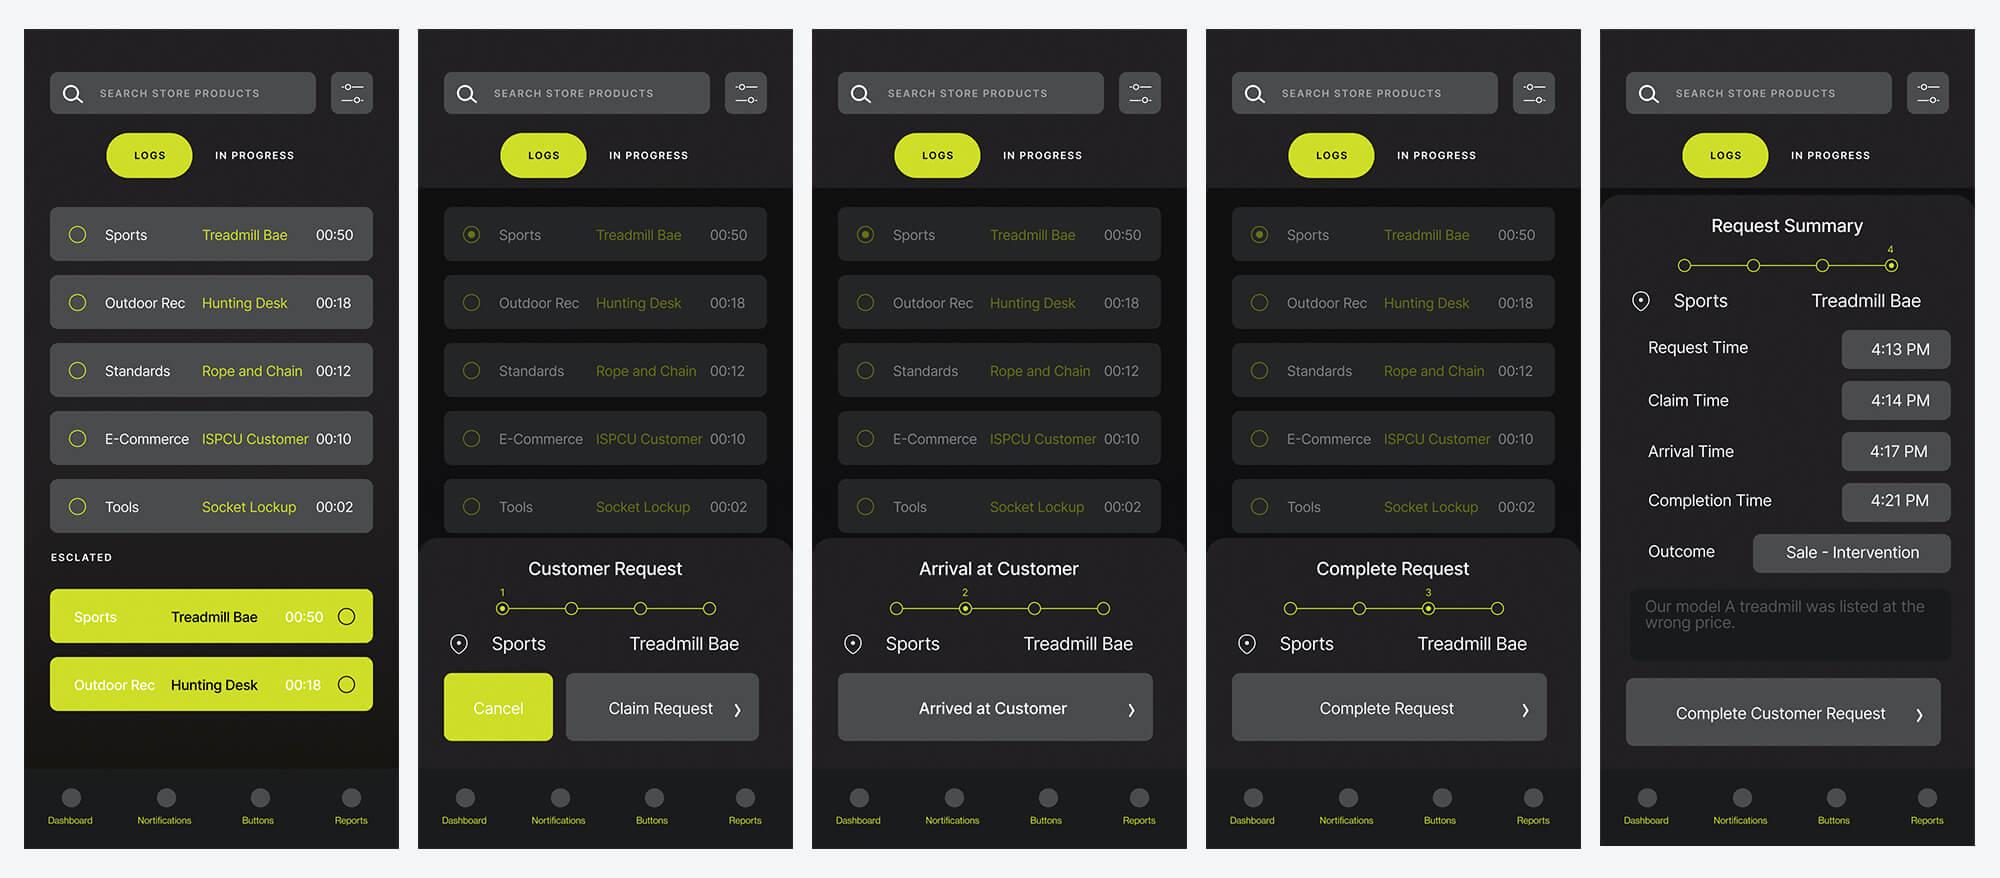 SEARCH STORE PRODUCTS
LOGS IN PROGRESS
Sports Treadmill Bae 00:50
Outdoor Rec Hunting Desk 00:18
Standards Rope and Chain 00:12
E-Commerce ISPCU Customer 00:10
Tools Socket Lockup 00:02
ESCLATED
Sports Treadmill Bae 00:50
Outdoor Rec Hunting Desk 00:18
Dashboard Nortifications Buttons Reports
SEARCH STORE PRODUCTS
LOGS IN PROGRESS
Sports Treadmill Bae 00:50
Outdoor Rec Hunting Desk 00:18
Standards Rope and Chain 00:12
E-Commerce ISPCU Customer 00:10
Tools Socket Lockup 00:02
Customer Request
1
Sports Treadmill Bae
Cancel Claim Request
Dashboard Nortifications Buttons Reports
SEARCH STORE PRODUCTS
LOGS IN PROGRESS
Sports Treadmill Bae 00:50
Outdoor Rec Hunting Desk 00:18
Standards Rope and Chain 00:12
E-Commerce ISPCU Customer 00:10
Tools Socket Lockup 00:02
Arrival at Customer
2
Sports Treadmill Bae
Arrived at Customer
Dashboard Nortifications Buttons Reports
SEARCH STORE PRODUCTS
LOGS IN PROGRESS
Sports Treadmill Bae 00:50
Outdoor Rec Hunting Desk 00:18
Standards Rope and Chain 00:12
E-Commerce ISPCU Customer 00:10
Tools Socket Lockup 00:02
Complete Request
3
Sports Treadmill Bae
Complete Request
Dashboard Nortifications Buttons Reports
SEARCH STORE PRODUCTS
LOGS IN PROGRESS
Request Summary
4
Sports Treadmill Bae
Request Time 4:13 PM
Claim Time 4:14 PM
Arrival Time 4:17 PM
Completion Time 4:21 PM
Outcome Sale - Intervention
Our model A treadmill was listed at the
wrong price.
Complete Customer Request
Dashboard Nortifications Buttons Reports